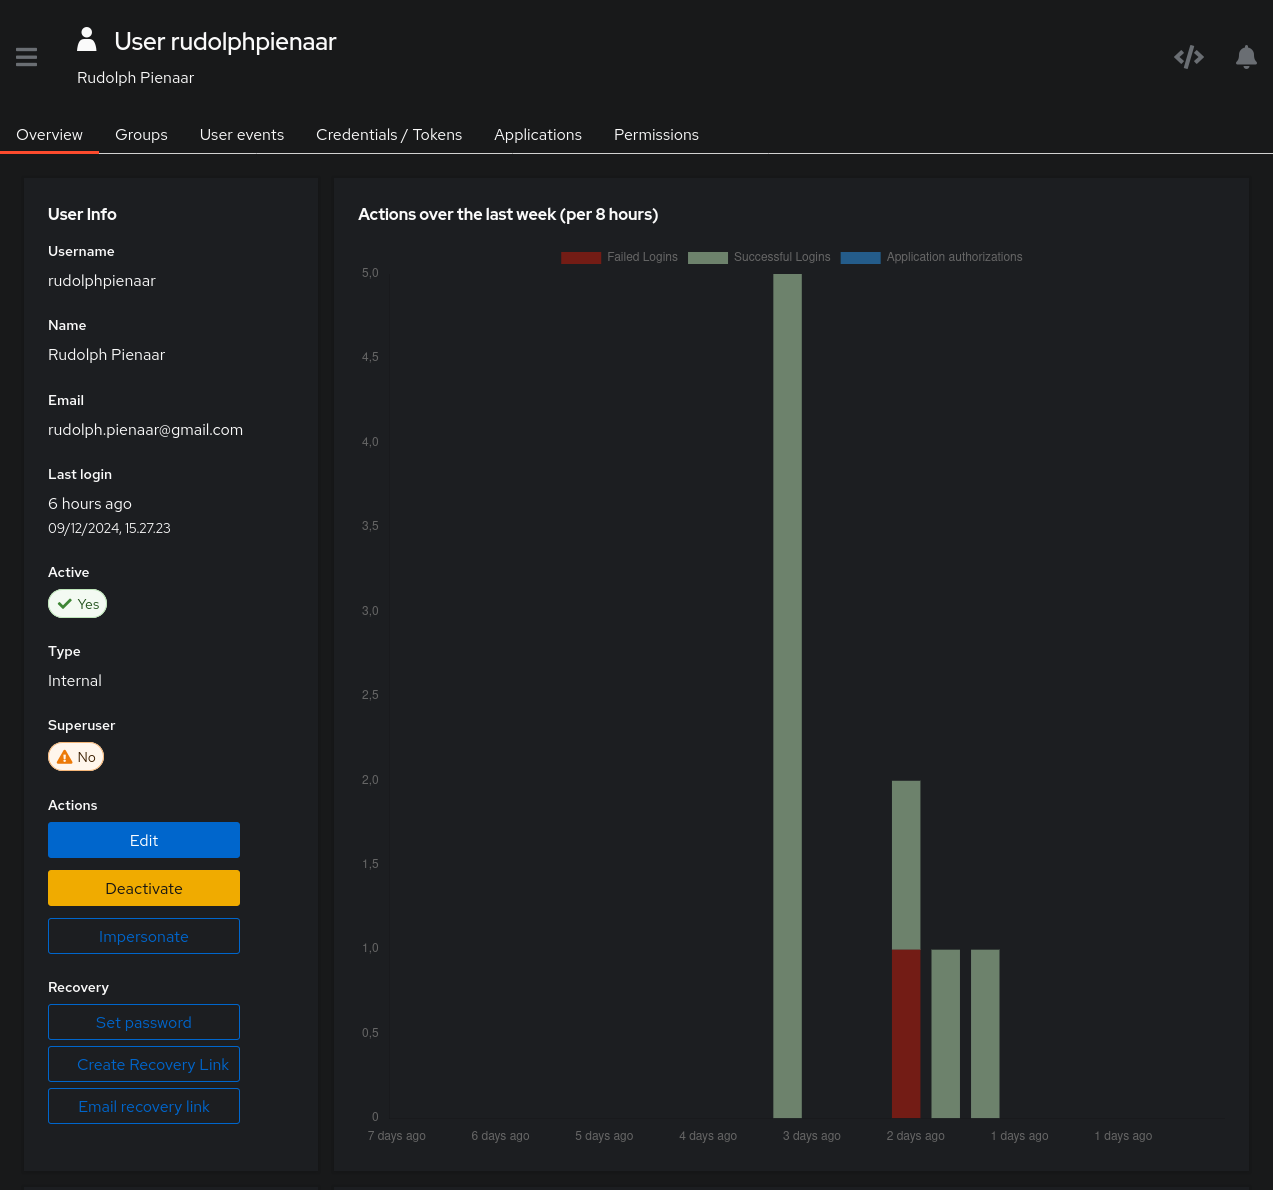 User rudolphpienaar
Rudolph Pienaar
Overview
Groups
User events
Credentials / Tokens
Applications
Permissions
User Info
Username
rudolphpienaar
Name
Rudolph Pienaar
Email
rudolph.pienaar@gmail.com
Last login
6 hours ago
09/12/2024, 15.27.23
Active
Yes
Type
Internal
Superuser
No
Actions
Edit
Deactivate
Impersonate
Recovery
Set password
Create Recovery Link
Email recovery link
Actions over the last week (per 8 hours)
Failed Logins
Successful Logins
Application authorizations
5,0
4,5
4,0
3,5
3,0
2,5
2,0
1,5
1,0
0,5
0
7 days ago
6 days ago
5 days ago
4 days ago
3 days ago
2 days ago
1 days ago
1 days ago